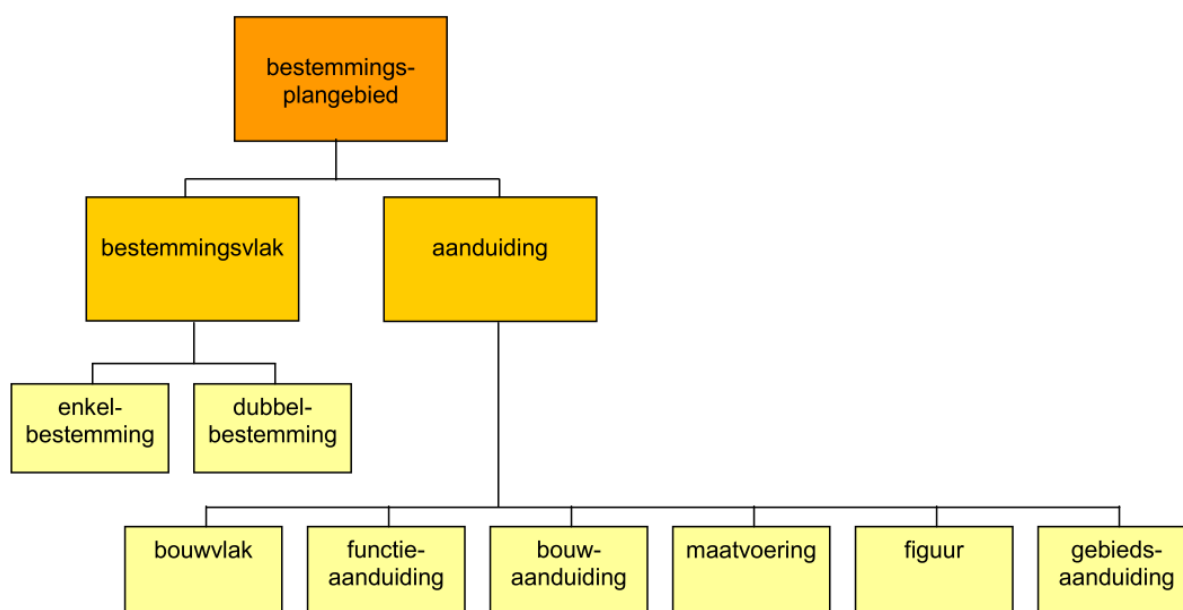 bestemmings-
plangebied
bestemmingsvlak
aanduiding
enkel-
bestemming
dubbel-
bestemming
bouwvlak
functie-
aanduiding
bouw-
aanduiding
maatvoering
figuur
gebieds-
aanduiding